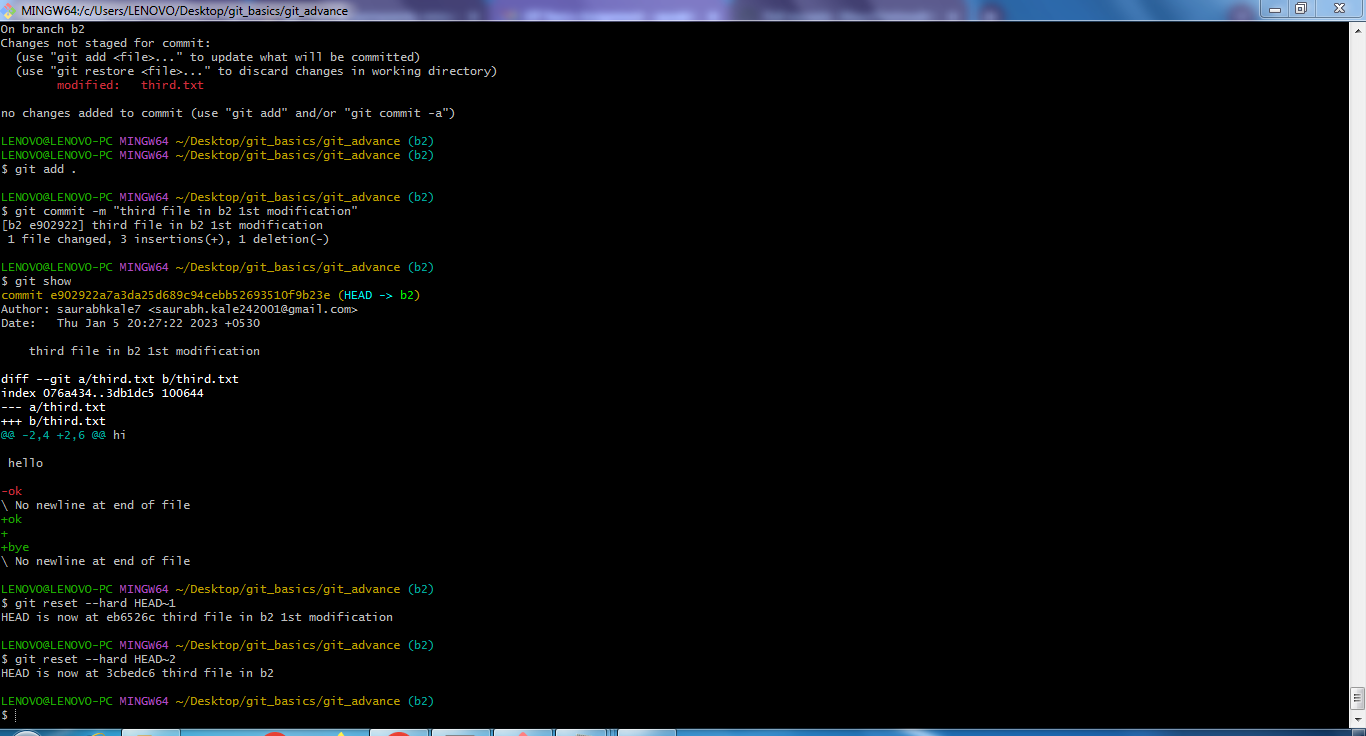 MINGW64:/c/Users/LENOVO/Desktop/git_basics/git_advance
On branch b2
Changes not staged for commit:
  (use "git add <file>..." to update what will be committed)
  (use "git restore <file>..." to discard changes in working directory)
        modified:   third.txt

no changes added to commit (use "git add" and/or "git commit -a")

LENOVO@LENOVO-PC MINGW64 ~/Desktop/git_basics/git_advance (b2)
LENOVO@LENOVO-PC MINGW64 ~/Desktop/git_basics/git_advance (b2)
$ git add .

LENOVO@LENOVO-PC MINGW64 ~/Desktop/git_basics/git_advance (b2)
$ git commit -m "third file in b2 1st modification"
[b2 e902922] third file in b2 1st modification
 1 file changed, 3 insertions(+), 1 deletion(-)

LENOVO@LENOVO-PC MINGW64 ~/Desktop/git_basics/git_advance (b2)
$ git show
commit e902922a7a3da25d689c94cebb52693510f9b23e (HEAD -> b2)
Author: saurabhkale7 <saurabh.kale242001@gmail.com>
Date:   Thu Jan 5 20:27:22 2023 +0530

    third file in b2 1st modification

diff --git a/third.txt b/third.txt
index 076a434..3db1dc5 100644
--- a/third.txt
+++ b/third.txt
@@ -2,4 +2,6 @@ hi

 hello

-ok
\ No newline at end of file
+ok
+
+bye
\ No newline at end of file

LENOVO@LENOVO-PC MINGW64 ~/Desktop/git_basics/git_advance (b2)
$ git reset --hard HEAD~1
HEAD is now at eb6526c third file in b2 1st modification

LENOVO@LENOVO-PC MINGW64 ~/Desktop/git_basics/git_advance (b2)
$ git reset --hard HEAD~2
HEAD is now at 3cbedc6 third file in b2

LENOVO@LENOVO-PC MINGW64 ~/Desktop/git_basics/git_advance (b2)
$